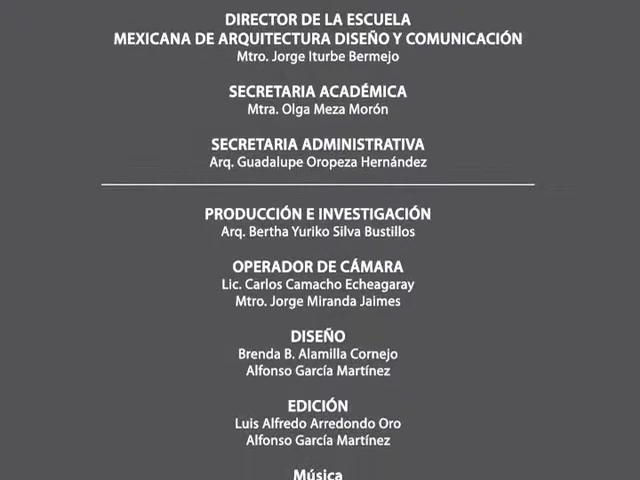 DIRECTOR DE LA ESCUELA
MEXICANA DE ARQUITECTURA DISEÑO Y COMUNICACIÓN
Mtro. Jorge Iturbe Bermejo
SECRETARIA ACADÉMICA
Mtra. Olga Meza Morón
SECRETARIA ADMINISTRATIVA
Arq. Guadalupe Oropeza Hernández
PRODUCCIÓN E INVESTIGACIÓN
Arq. Bertha Yuriko Silva Bustillos
OPERADOR DE CÁMARA
Lic. Carlos Camacho Echeagaray
Mtro. Jorge Miranda Jaimes
DISEÑO
Brenda B. Alamilla Cornejo
Alfonso García Martínez
EDICIÓN
Luis Alfredo Arredondo Oro
Alfonso García Martínez
Música